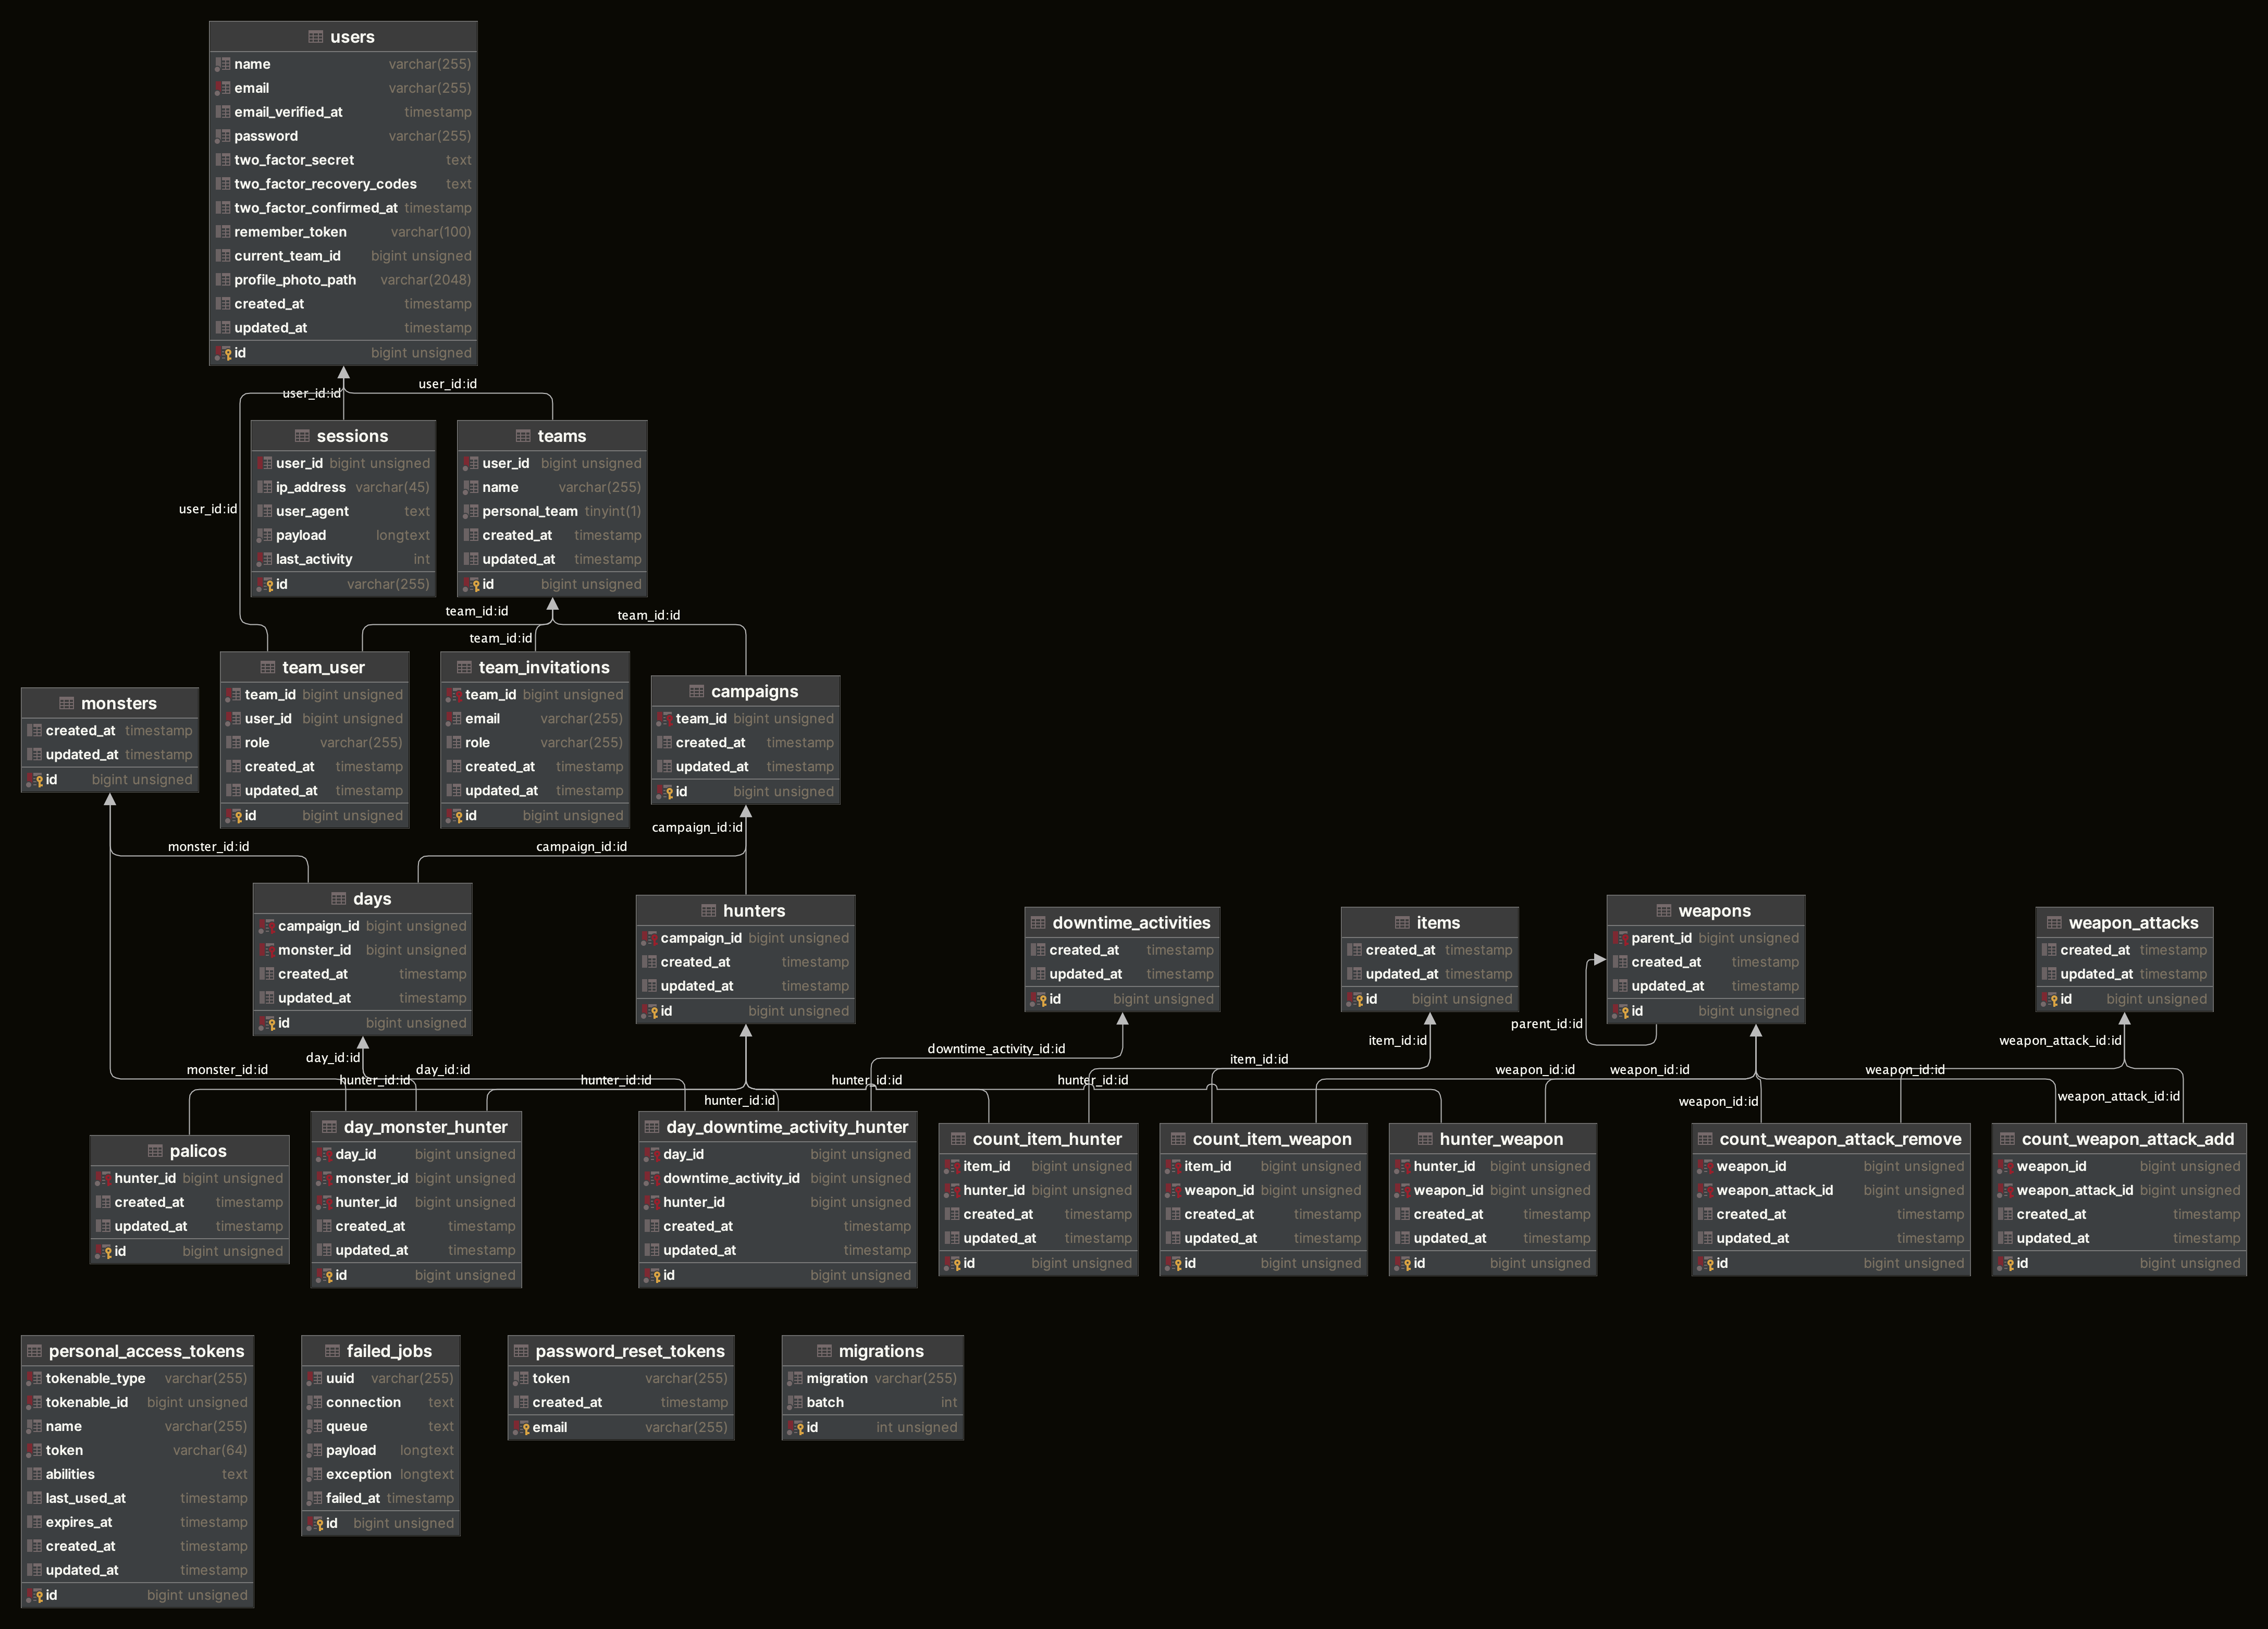 users
name varchar(255)
email varchar(255)
email_verified_at timestamp
password varchar(255)
two_factor_secret text
two_factor_recovery_codes text
two_factor_confirmed_at timestamp
remember_token varchar(100)
current_team_id bigint unsigned
profile_photo_path varchar(2048)
created_at timestamp
updated_at timestamp
id bigint unsigned
user_id:id
user_id:id
user_id:id
sessions
user_id bigint unsigned
ip_address varchar(45)
user_agent text
payload longtext
last_activity int
id varchar(255)
teams
user_id bigint unsigned
name varchar(255)
personal_team tinyint(1)
created_at timestamp
updated_at timestamp
id bigint unsigned
team_id:id
team_id:id
team_id:id
monsters
created_at timestamp
updated_at timestamp
id bigint unsigned
team_user
team_id bigint unsigned
user_id bigint unsigned
role varchar(255)
created_at timestamp
updated_at timestamp
id bigint unsigned
team_invitations
team_id bigint unsigned
email varchar(255)
role varchar(255)
created_at timestamp
updated_at timestamp
id bigint unsigned
campaigns
team_id bigint unsigned
created_at timestamp
updated_at timestamp
id bigint unsigned
campaign_id:id
monster_id:id
campaign_id:id
days
campaign_id bigint unsigned
monster_id bigint unsigned
created_at timestamp
updated_at timestamp
id bigint unsigned
hunters
campaign_id bigint unsigned
created_at timestamp
updated_at timestamp
id bigint unsigned
downtime_activities
created_at timestamp
updated_at timestamp
id bigint unsigned
items
created_at timestamp
updated_at timestamp
id bigint unsigned
weapons
parent_id bigint unsigned
created_at timestamp
updated_at timestamp
id bigint unsigned
parent_id:id
weapon_attacks
created_at timestamp
updated_at timestamp
id bigint unsigned
day_id:id
downtime_activity_id:id
item_id:id
item_id:id
weapon_attack_id:id
monster_id:id
day_id:id
hunter_id:id
hunter_id:id
hunter_id:id
hunter_id:id
hunter_id:id
weapon_id:id
weapon_id:id
weapon_id:id
weapon_id:id
weapon_attack_id:id
palicos
hunter_id bigint unsigned
created_at timestamp
updated_at timestamp
id bigint unsigned
day_monster_hunter
day_id bigint unsigned
monster_id bigint unsigned
hunter_id bigint unsigned
created_at timestamp
updated_at timestamp
id bigint unsigned
day_downtime_activity_hunter
day_id bigint unsigned
downtime_activity_id bigint unsigned
hunter_id bigint unsigned
created_at timestamp
updated_at timestamp
id bigint unsigned
count_item_hunter
item_id bigint unsigned
hunter_id bigint unsigned
created_at timestamp
updated_at timestamp
id bigint unsigned
count_item_weapon
item_id bigint unsigned
weapon_id bigint unsigned
created_at timestamp
updated_at timestamp
id bigint unsigned
hunter_weapon
hunter_id bigint unsigned
weapon_id bigint unsigned
created_at timestamp
updated_at timestamp
id bigint unsigned
count_weapon_attack_remove
weapon_id bigint unsigned
weapon_attack_id bigint unsigned
created_at timestamp
updated_at timestamp
id bigint unsigned
count_weapon_attack_add
weapon_id bigint unsigned
weapon_attack_id bigint unsigned
created_at timestamp
updated_at timestamp
id bigint unsigned
personal_access_tokens
tokenable_type varchar(255)
tokenable_id bigint unsigned
name varchar(255)
token varchar(64)
abilities text
last_used_at timestamp
expires_at timestamp
created_at timestamp
updated_at timestamp
id bigint unsigned
failed_jobs
uuid varchar(255)
connection text
queue text
payload longtext
exception longtext
failed_at timestamp
id bigint unsigned
password_reset_tokens
token varchar(255)
created_at timestamp
email varchar(255)
migrations
migration varchar(255)
batch int
id int unsigned